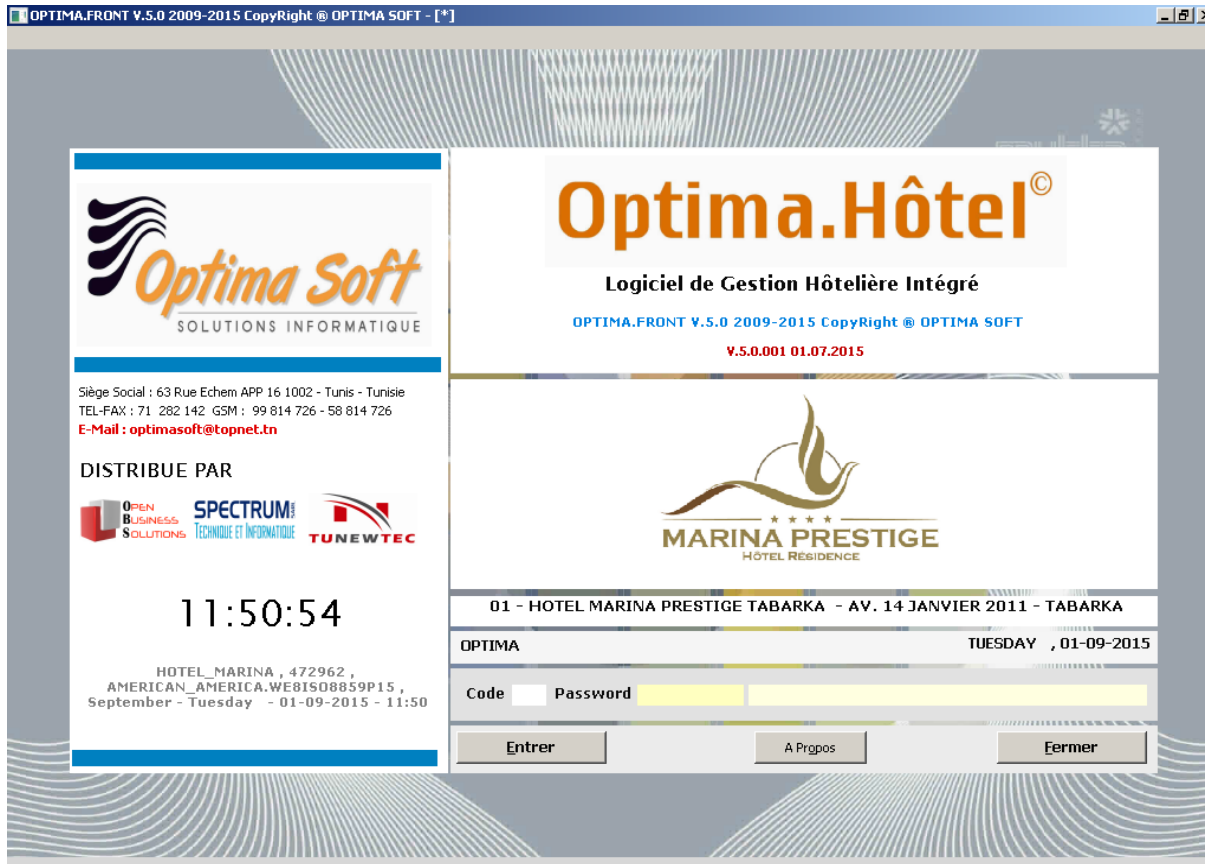 OPTIMA.FRONT V.5.0 2009-2015 CopyRight ® OPTIMA SOFT - [*]
Optima Soft
SOLUTIONS INFORMATIQUE
Siège Social : 63 Rue Echem APP 16 1002 - Tunis - Tunisie
TEL-FAX : 71 282 142 GSM : 99 814 726 - 58 814 726
E-Mail : optimasoft@topnet.tn
DISTRIBUE PAR
OPEN
BUSINESS
SOLUTIONS
SPECTRUM
TECHNIQUE ET INFORMATIQUE
TUNEWTEC
11:50:54
HOTEL_MARINA , 472962 ,
AMERICAN_AMERICA.WE8ISO8859P15 ,
September - Tuesday - 01-09-2015 - 11:50
Optima.Hôtel©
Logiciel de Gestion Hôtelière Intégré
OPTIMA.FRONT V.5.0 2009-2015 CopyRight ® OPTIMA SOFT
V.5.0.001 01.07.2015
MARINA PRESTIGE
HÔTEL RÉSIDENCE
01 - HOTEL MARINA PRESTIGE TABARKA - AV. 14 JANVIER 2011 - TABARKA
OPTIMA TUESDAY , 01-09-2015
Code Password
Entrer A Propos Fermer